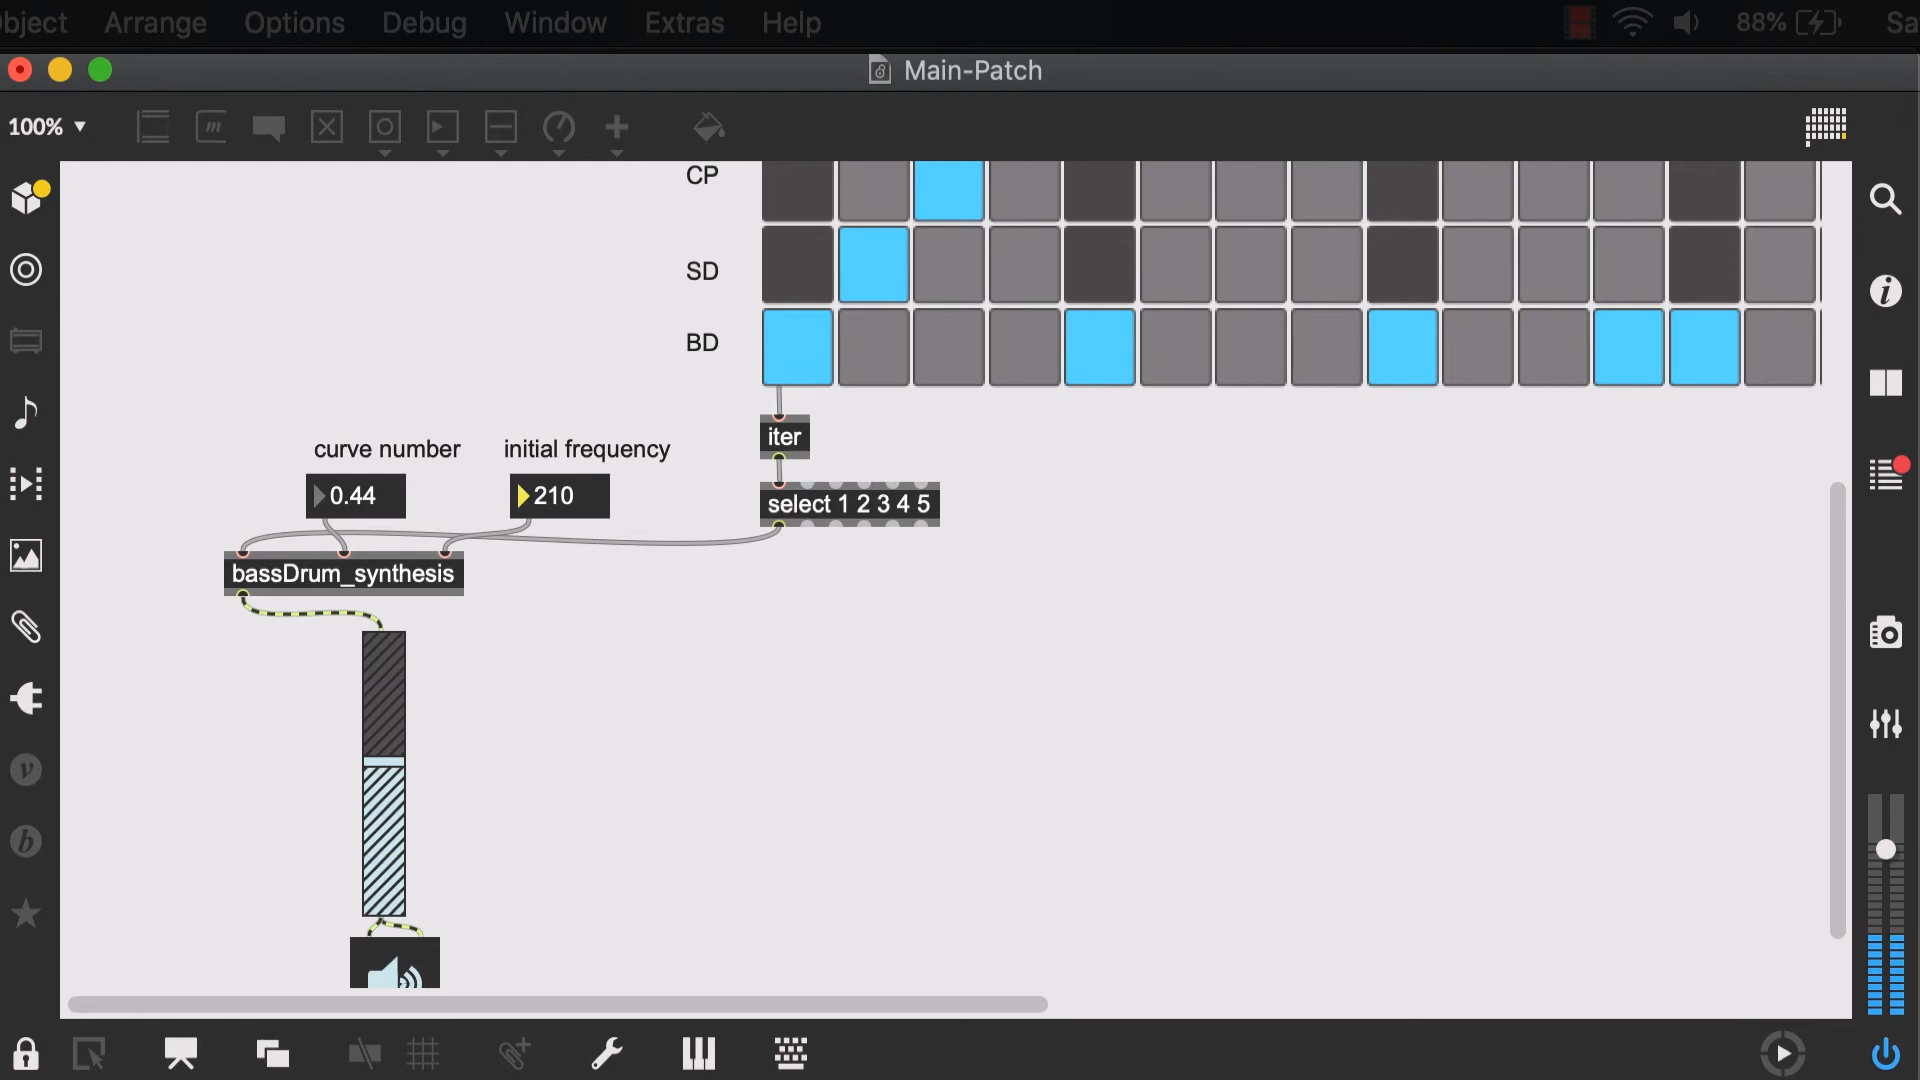 bject Arrange Options Debug Window Extras Help 88% Sa
Main-Patch
100%
CP
SD
BD
iter
curve number initial frequency
0.44 210
select 1 2 3 4 5
bassDrum_synthesis